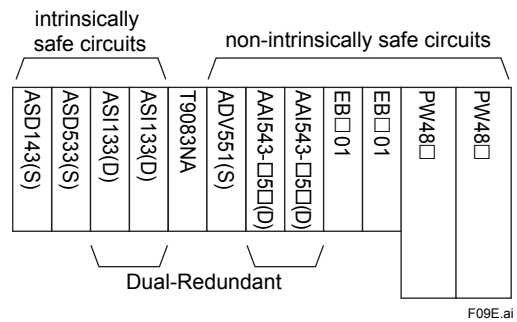 intrinsically
safe circuits
non-intrinsically safe circuits
ASD143(S)
ASD533(S)
ASI133(D)
ASI133(D)
T9083NA
ADV551(S)
AAI543-□5□(D)
AAI543-□5□(D)
EB□01
EB□01
PW48□
PW48□
Dual-Redundant
F09E.ai